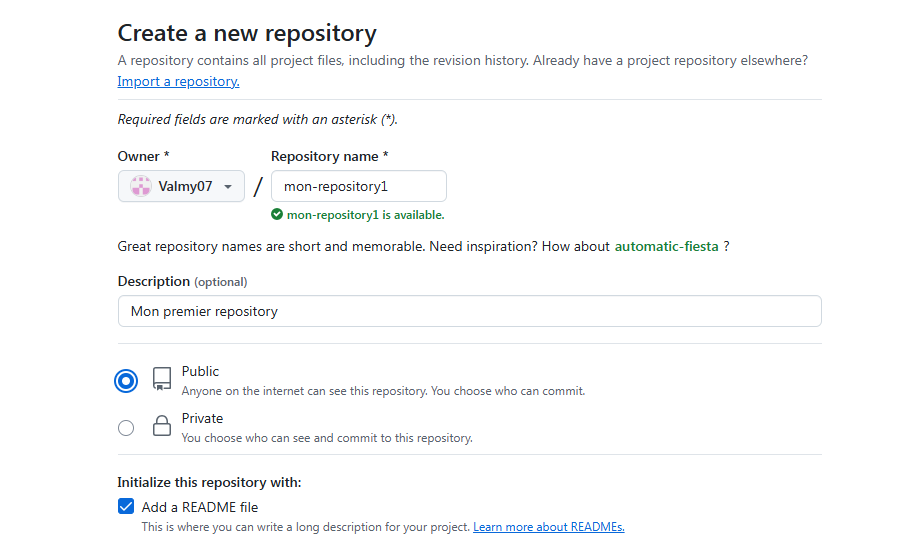 Create a new repository
A repository contains all project files, including the revision history. Already have a project repository elsewhere?
Import a repository.
Required fields are marked with an asterisk (*).
Owner *
Repository name *
Valmy07
/
mon-repository1
mon-repository1 is available.
Great repository names are short and memorable. Need inspiration? How about automatic-fiesta ?
Description (optional)
Mon premier repository
Public
Anyone on the internet can see this repository. You choose who can commit.
Private
You choose who can see and commit to this repository.
Initialize this repository with:
Add a README file
This is where you can write a long description for your project. Learn more about READMEs.